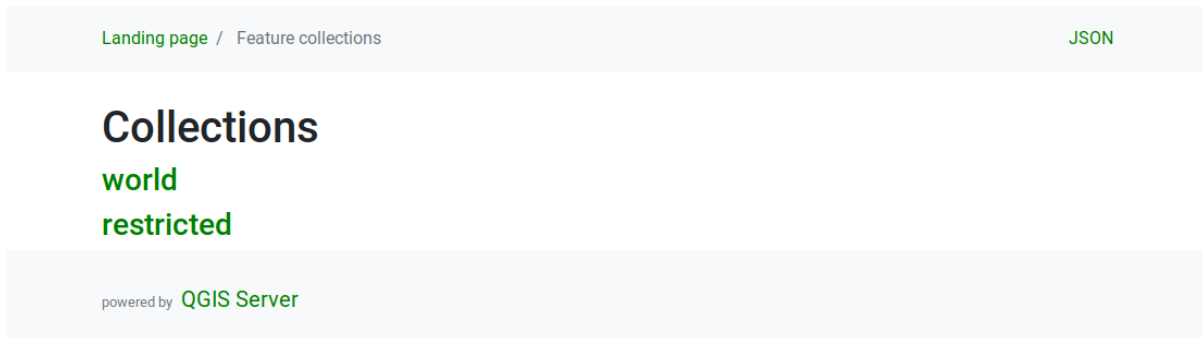 Landing page / Feature collections JSON
Collections
world
restricted
powered by QGIS Server